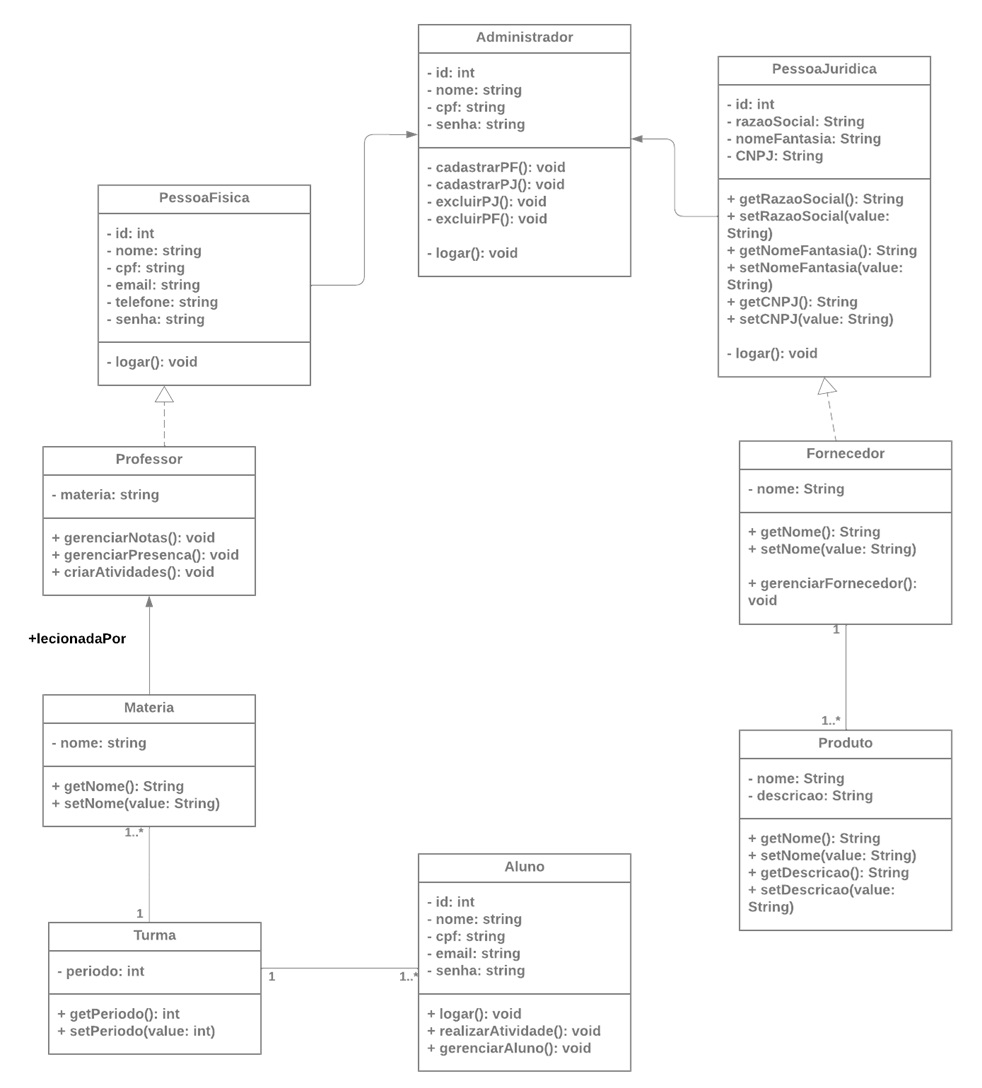 Administrador
- id: int
- nome: string
- cpf: string
- senha: string
- cadastrarPF(): void
- cadastrarPJ(): void
- excluirPJ(): void
- excluirPF(): void
- logar(): void
PessoaJuridica
- id: int
- razaoSocial: String
- nomeFantasia: String
- CNPJ: String
+ getRazaoSocial(): String
+ setRazaoSocial(value:
String)
+ getNomeFantasia(): String
+ setNomeFantasia(value:
String)
+ getCNPJ(): String
+ setCNPJ(value: String)
- logar(): void
PessoaFisica
- id: int
- nome: string
- cpf: string
- email: string
- telefone: string
- senha: string
- logar(): void
Professor
- materia: string
+ gerenciarNotas(): void
+ gerenciarPresenca(): void
+ criarAtividades(): void
Fornecedor
- nome: String
+ getNome(): String
+ setNome(value: String)
+ gerenciarFornecedor():
void
1
1..*
+lecionadaPor
Materia
- nome: string
+ getNome(): String
+ setNome(value: String)
1..*
1
Produto
- nome: String
- descricao: String
+ getNome(): String
+ setNome(value: String)
+ getDescricao(): String
+ setDescricao(value:
String)
Turma
- periodo: int
+ getPeriodo(): int
+ setPeriodo(value: int)
1
1..*
Aluno
- id: int
- nome: string
- cpf: string
- email: string
- senha: string
+ logar(): void
+ realizarAtividade(): void
+ gerenciarAluno(): void